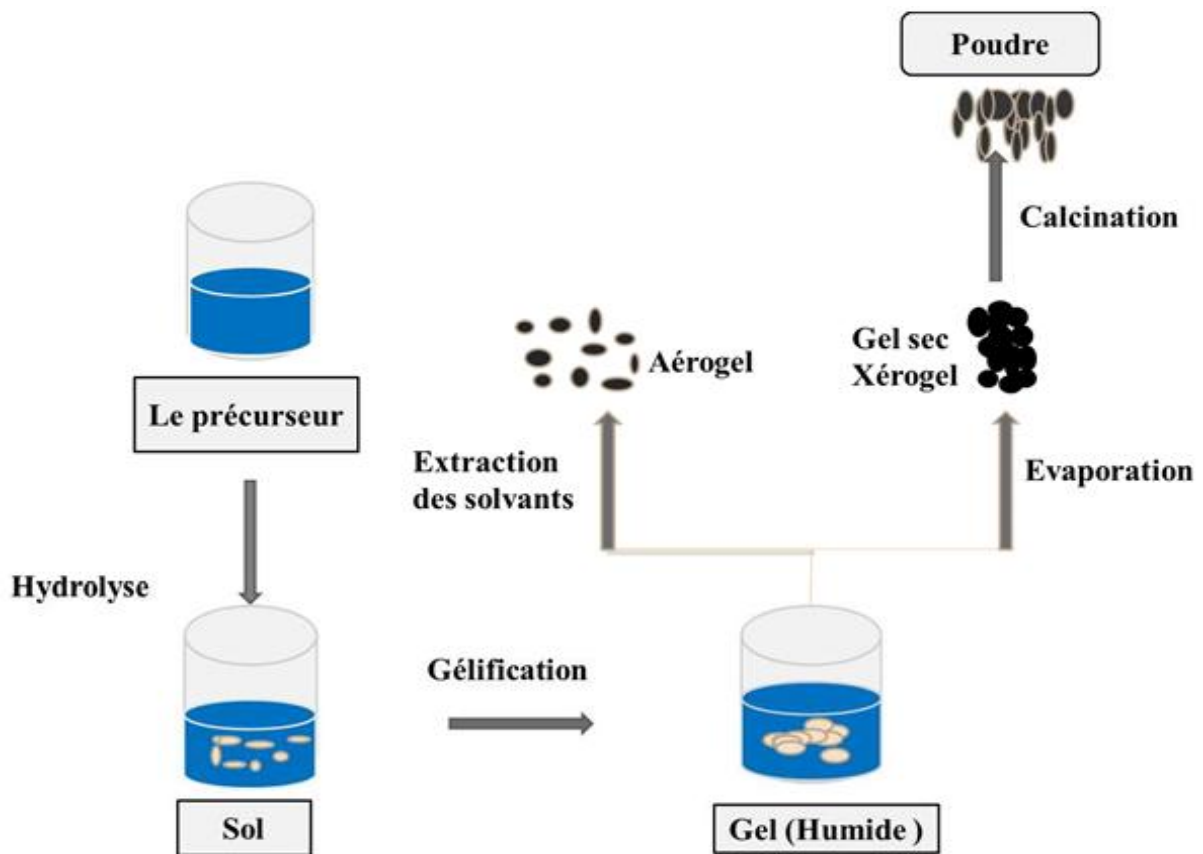 Poudre
Calcination
Gel sec
Xérogel
Aérogel
Le précurseur
Extraction
des solvants
Evaporation
Hydrolyse
Gélification
Sol
Gel (Humide )